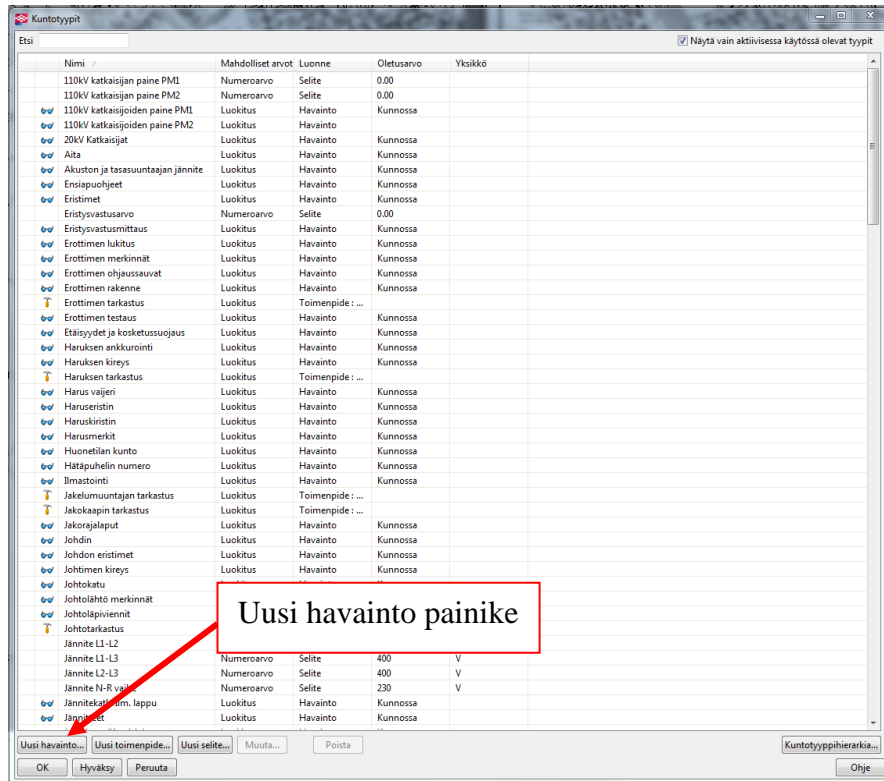 Kuntotyypit
Etsi Näytä vain aktiivisessa käytössä olevat tyypit
Nimi Mahdolliset arvot Luonne Oletusarvo Yksikkö
110kV katkaisijan paine PM1 Numeroarvo Selite 0.00
110kV katkaisijan paine PM2 Numeroarvo Selite 0.00
110kV katkaisijoiden paine PM1 Luokitus Havainto Kunnossa
110kV katkaisijoiden paine PM2 Luokitus Havainto
20kV Katkaisijat Luokitus Havainto Kunnossa
Aita Luokitus Havainto Kunnossa
Akuston ja tasasuuntaajan jännite Luokitus Havainto Kunnossa
Ensiapuohjeet Luokitus Havainto Kunnossa
Eristimet Luokitus Havainto Kunnossa
Eristysvastusarvo Numeroarvo Selite 0.00
Eristysvastusmittaus Luokitus Havainto Kunnossa
Erottimen lukitus Luokitus Havainto Kunnossa
Erottimen merkinnät Luokitus Havainto Kunnossa
Erottimen ohjaussauvat Luokitus Havainto Kunnossa
Erottimen rakenne Luokitus Havainto Kunnossa
Erottimen tarkastus Luokitus Toimenpide : ...
Erottimen testaus Luokitus Havainto Kunnossa
Etäisyydet ja kosketussuojaus Luokitus Havainto Kunnossa
Haruksen ankkurointi Luokitus Havainto Kunnossa
Haruksen kireys Luokitus Havainto Kunnossa
Haruksen tarkastus Luokitus Toimenpide : ...
Harus vaijeri Luokitus Havainto Kunnossa
Haruseristin Luokitus Havainto Kunnossa
Haruskiristin Luokitus Havainto Kunnossa
Harusmerkit Luokitus Havainto Kunnossa
Huonetilan kunto Luokitus Havainto Kunnossa
Hätäpuhelin numero Luokitus Havainto Kunnossa
Ilmastointi Luokitus Havainto Kunnossa
Jakelumuuntajan tarkastus Luokitus Toimenpide : ...
Jakokaapin tarkastus Luokitus Toimenpide : ...
Jakorajalaput Luokitus Havainto Kunnossa
Johdin Luokitus Havainto Kunnossa
Johdon eristimet Luokitus Havainto Kunnossa
Johtimen kireys Luokitus Havainto Kunnossa
Johtokatu
Johtolähtö merkinnät
Johtoläpiviennit
Johtotarkastus
Uusi havainto painike
Jännite L1-L2
Jännite L1-L3 Numeroarvo Selite 400 V
Jännite L2-L3 Numeroarvo Selite 400 V
Jännite N-R Numeroarvo Selite 230 V
lappu Luokitus Havainto Kunnossa
Luokitus Havainto Kunnossa
Uusi havainto... Uusi toimenpide... Uusi selite... Muuta... Poista Kuntotyyppihierarkia...
OK Hyväksy Peruuta Ohje